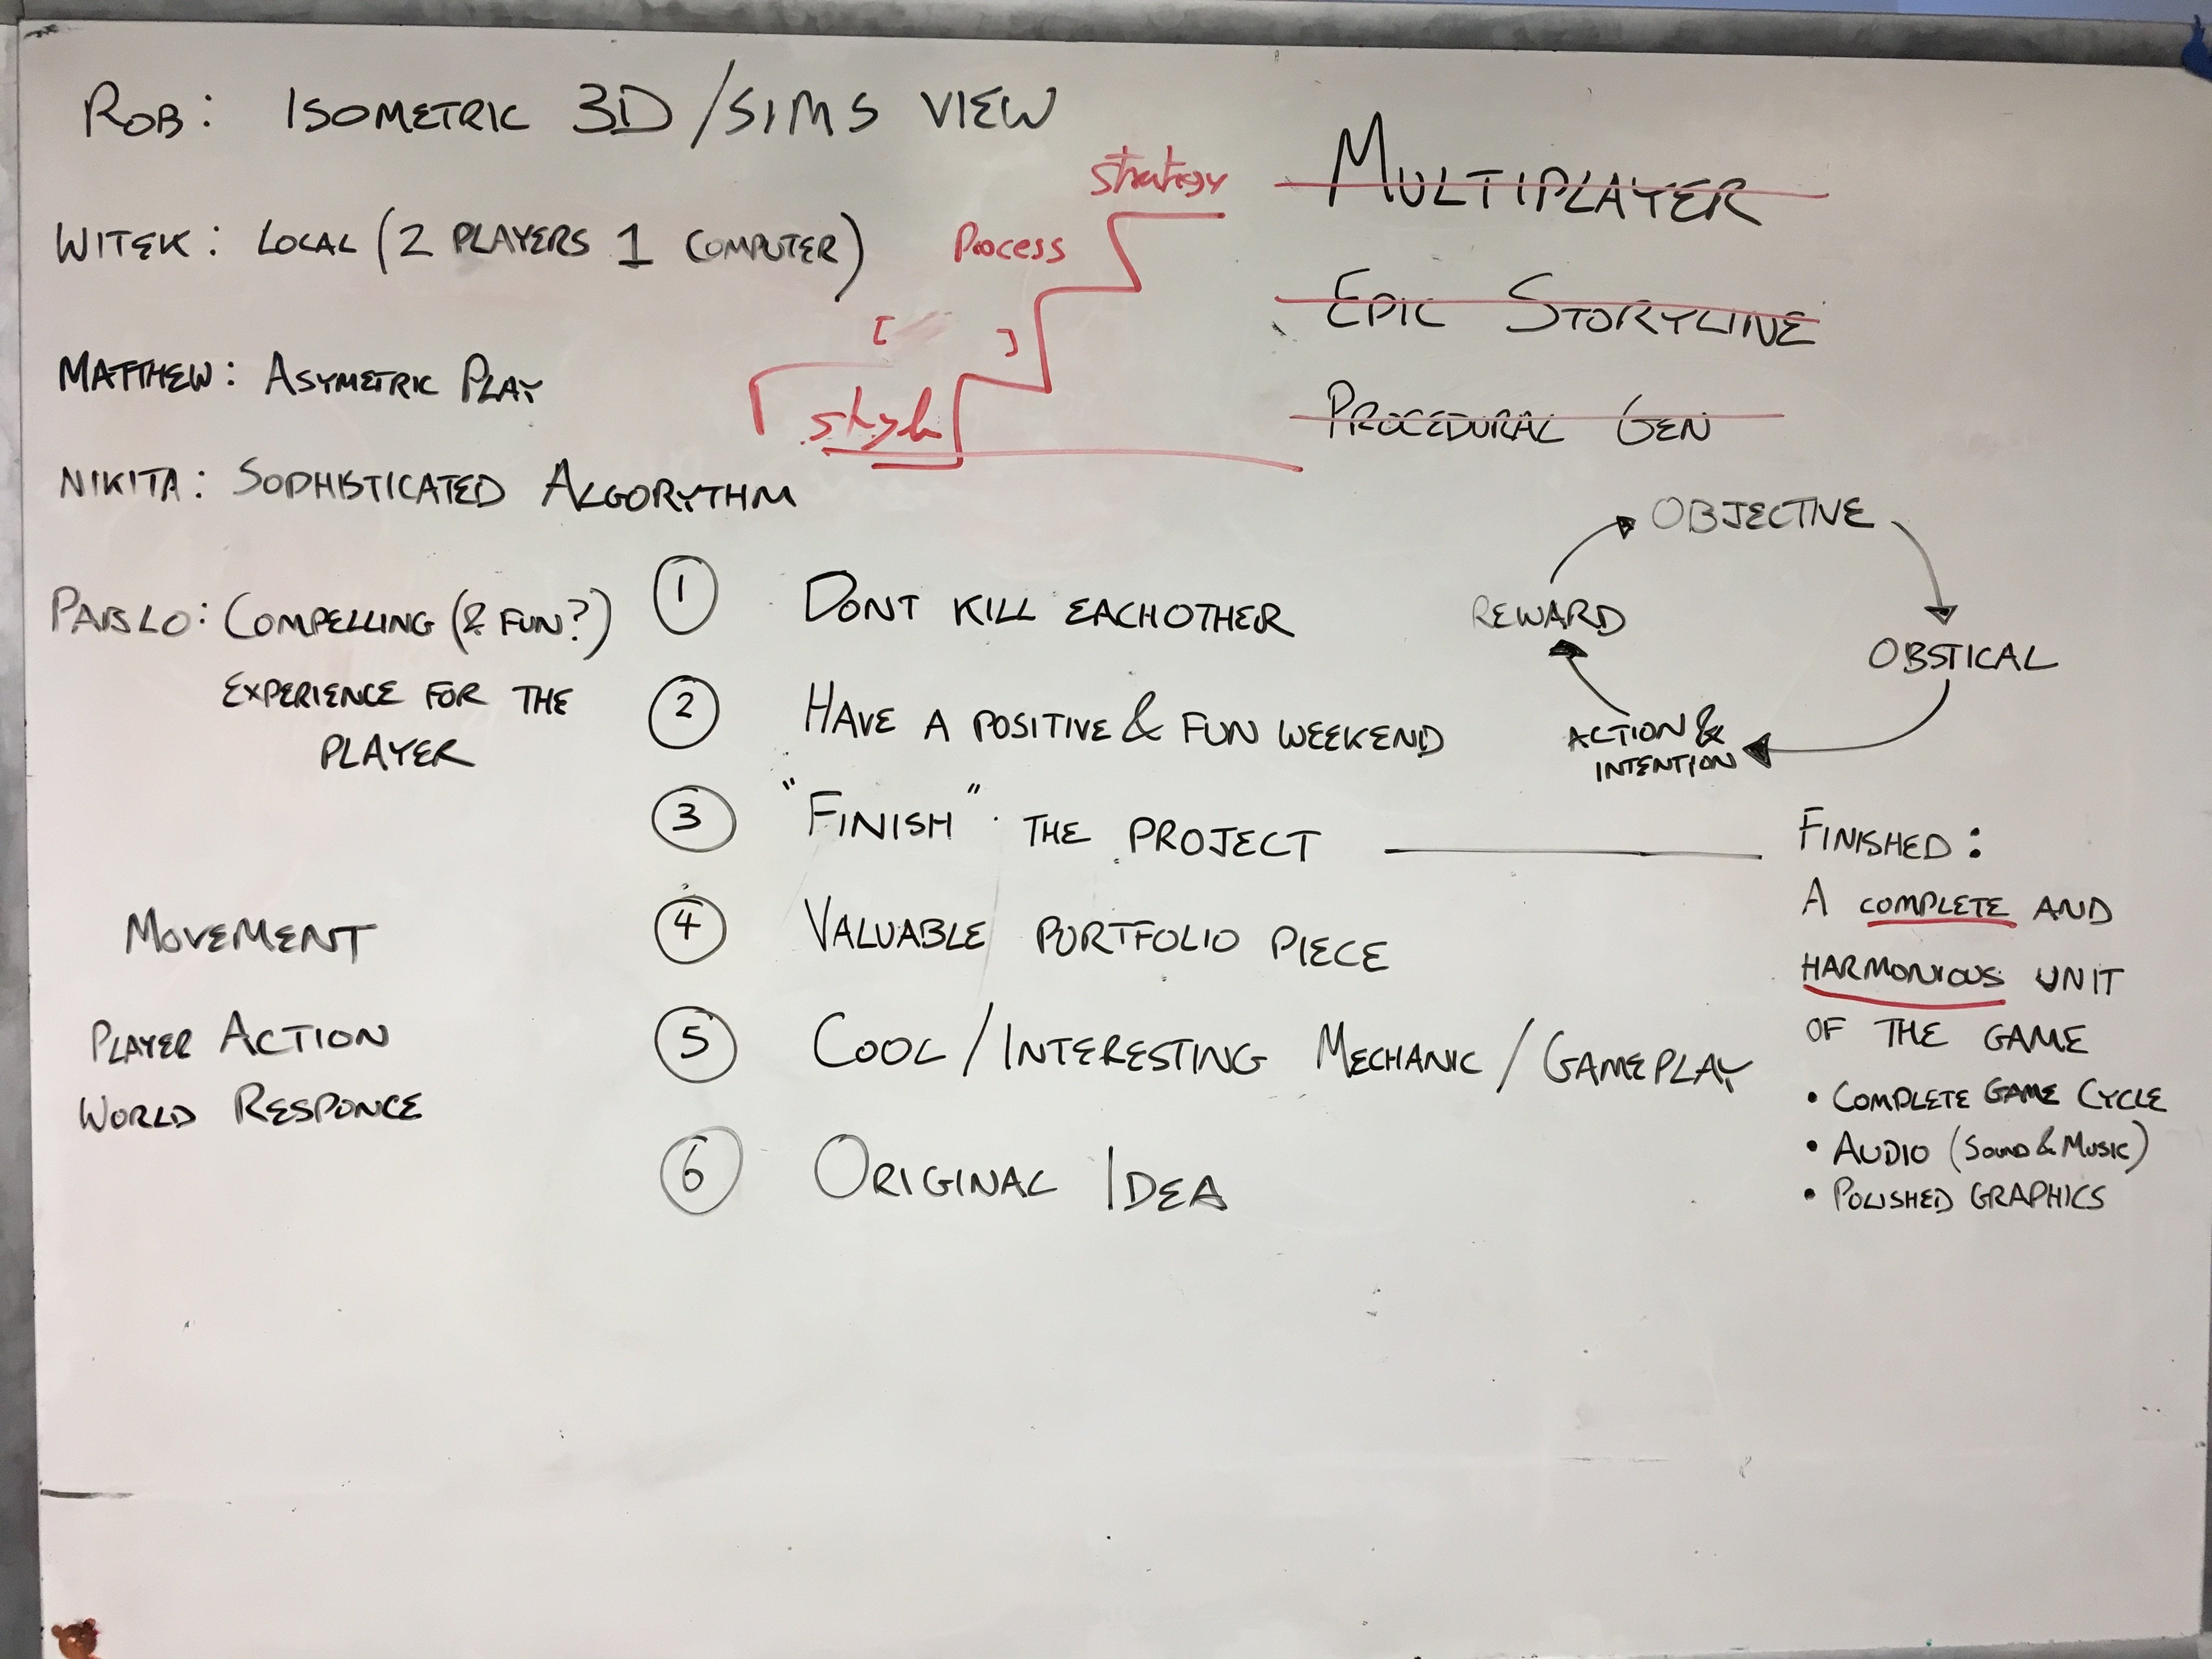 ROB: ISOMETRIC 3D/SIMS VIEW
WITEK: LOCAL (2 PLAYERS 1 COMPUTER)
MATTHEW: ASYMETRIC PLAY
NIKITA: SOPHISTICATED ALGORYTHM
PABLO: COMPELLING (& FUN?)
EXPERIENCE FOR THE
PLAYER
MOVEMENT
PLAYER ACTION
WORLD RESPONCE
Strategy
Process
[ ]
MULTIPLAYER
EPIC STORYLINE
PROCEDURAL GEN
OBJECTIVE
OBSTICAL
ACTION &
INTENTION
REWARD
1 DONT KILL EACHOTHER
2 HAVE A POSITIVE & FUN WEEKEND
3 "FINISH" THE PROJECT
4 VALUABLE PORTFOLIO PIECE
5 COOL/INTERESTING MECHANIC/GAMEPLAY
6 ORIGINAL IDEA
FINISHED:
A COMPLETE AND
HARMONIOUS UNIT
OF THE GAME
• COMPLETE GAME CYCLE
• AUDIO (SOUND & MUSIC)
• POLISHED GRAPHICS